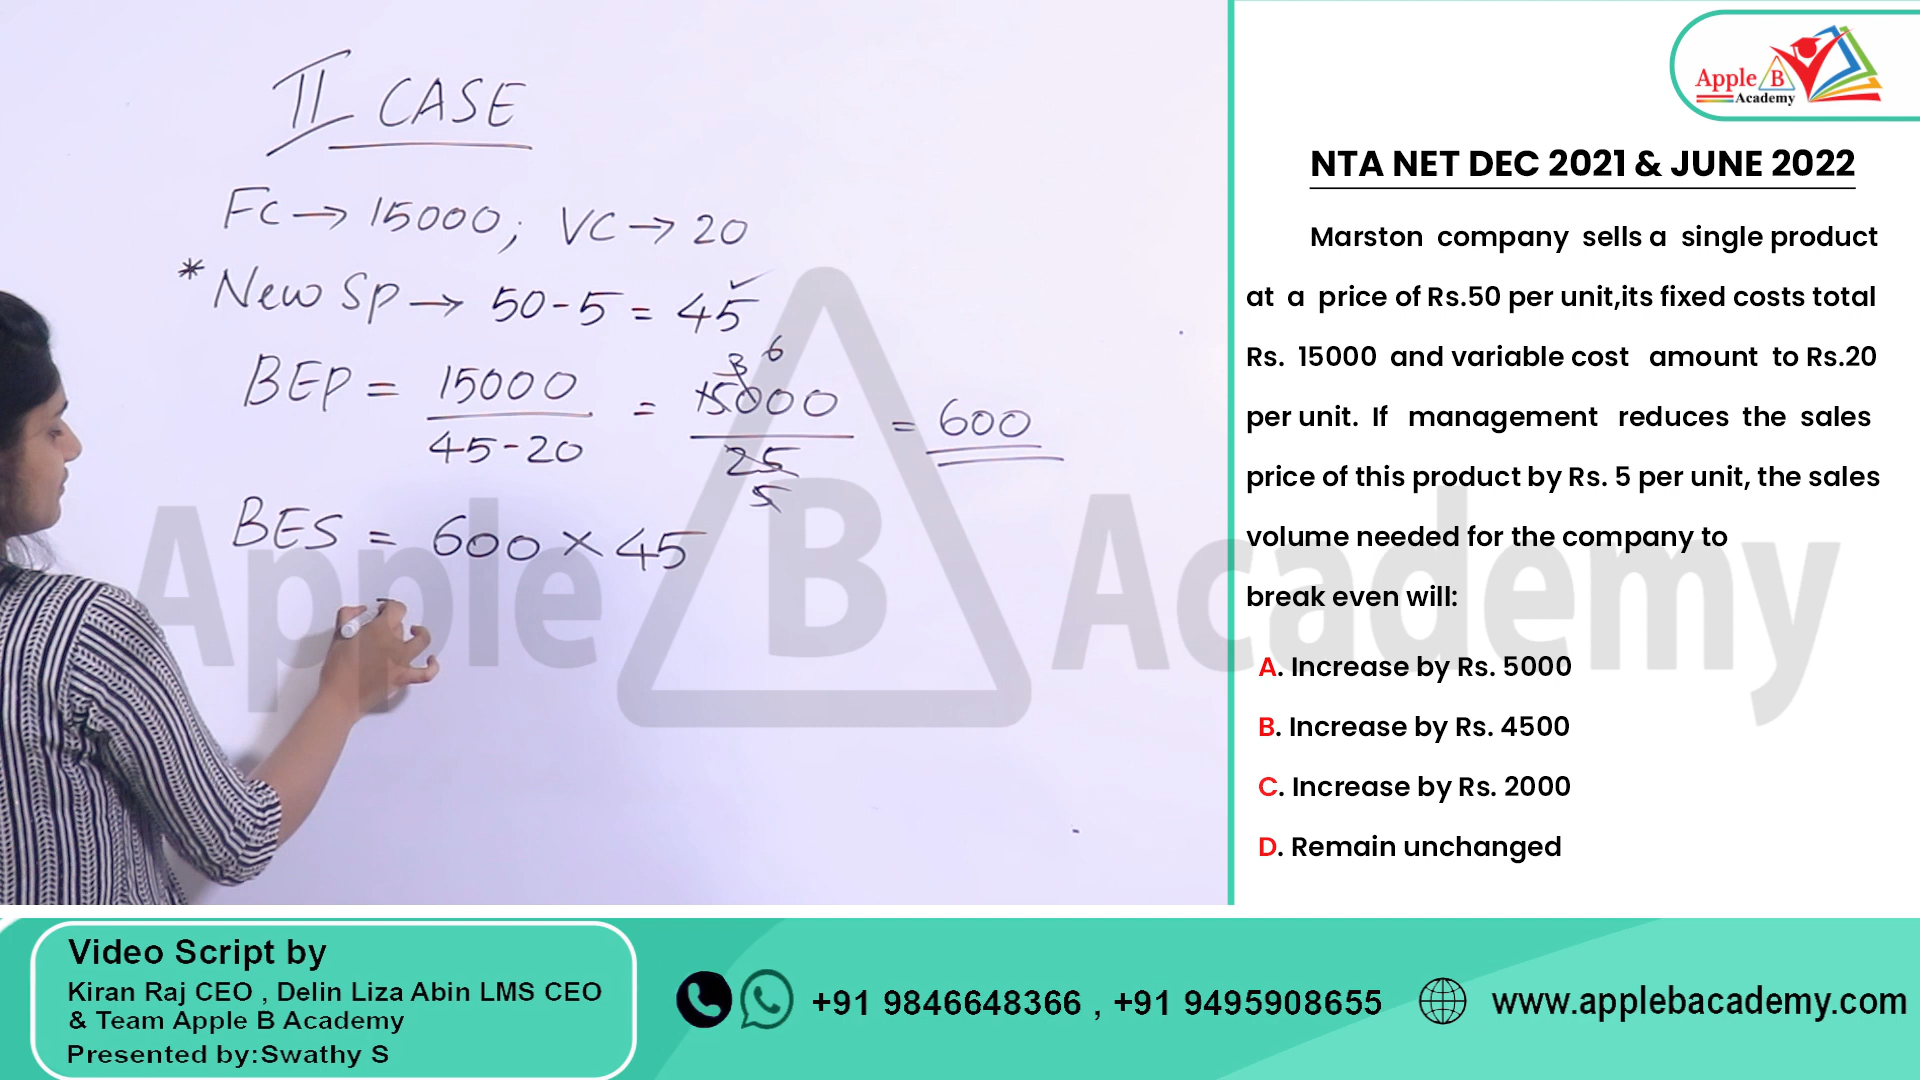 II CASE
FC → 15000; VC → 20
* New SP → 50-5 = 45 ✓
BEP = 15000 / 45-20 = 15000 / 25 = 600
3 6
5
BES = 600 × 45
Apple B Academy
Apple B
Academy
NTA NET DEC 2021 & JUNE 2022
Marston company sells a single product
at a price of Rs.50 per unit,its fixed costs total
Rs. 15000 and variable cost amount to Rs.20
per unit. If management reduces the sales
price of this product by Rs. 5 per unit, the sales
volume needed for the company to
break even will:
A. Increase by Rs. 5000
B. Increase by Rs. 4500
C. Increase by Rs. 2000
D. Remain unchanged
Video Script by
Kiran Raj CEO , Delin Liza Abin LMS CEO
& Team Apple B Academy
Presented by:Swathy S
+91 9846648366 , +91 9495908655
www.applebacademy.com